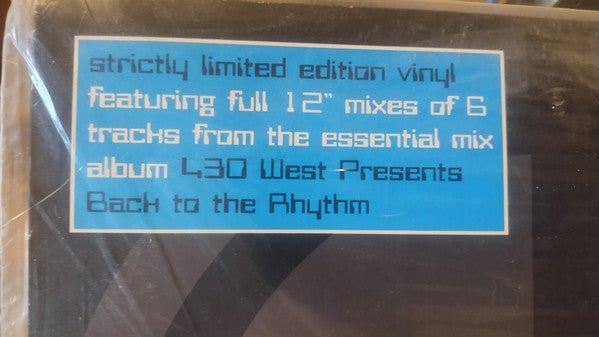 strictly limited edition vinyl
featuring full 12" mixes of 6
tracks from the essential mix
album 430 West Presents
Back to the Rhythm